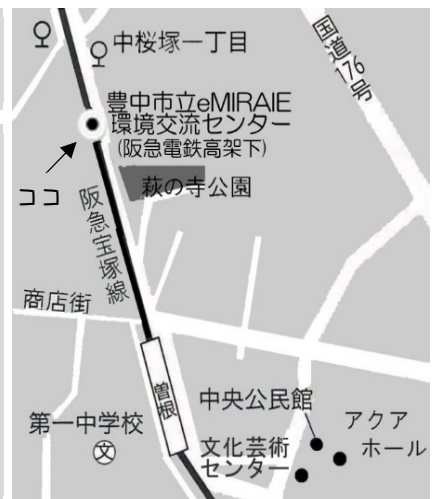 中桜塚一丁目
国道176号
豊中市立eMIRAIE
環境交流センター
(阪急電鉄高架下)
ココ
萩の寺公園
阪急宝塚線
商店街
曽根
中央公民館
アクア
ホール
第一中学校
文
文化芸術
センター